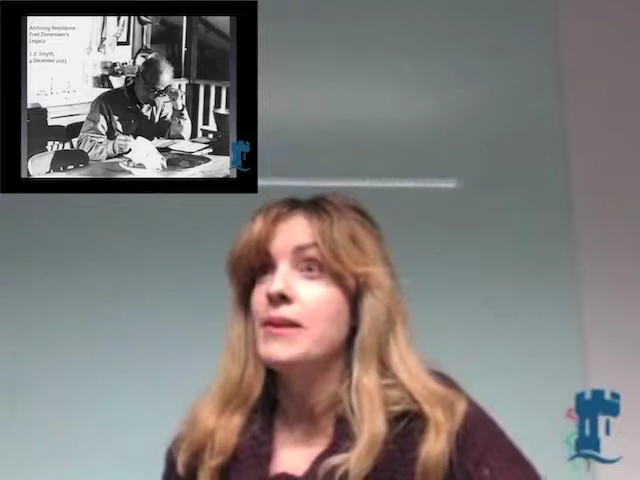 Archiving Resistance:
Fred Zinnemann's
Legacy
J. E. Smyth,
4 December 2013